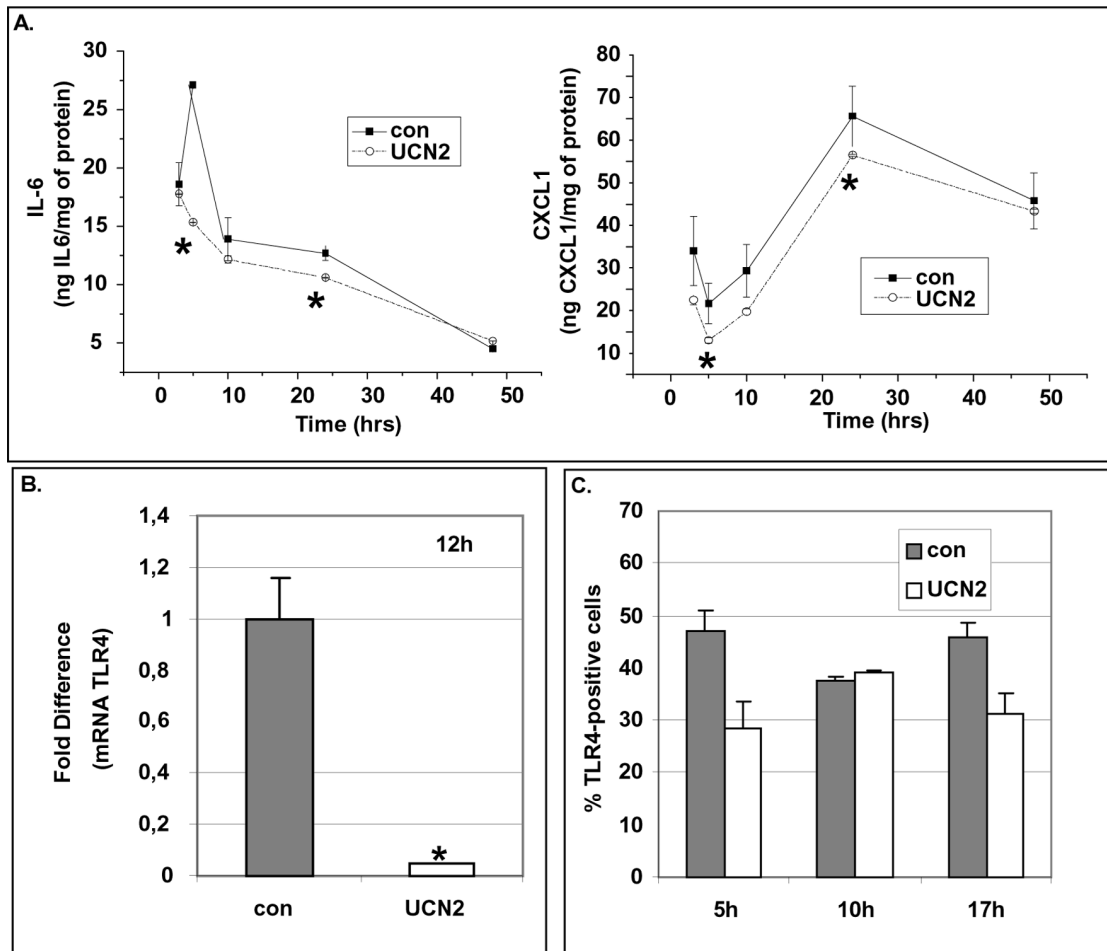 A.
IL-6
(ng IL6/mg of protein)
30
25
20
15
10
5
con
UCN2
*
*
0 10 20 30 40 50
Time (hrs)
CXCL1
(ng CXCL1/mg of protein)
80
70
60
50
40
30
20
10
con
UCN2
*
*
0 10 20 30 40 50
Time (hrs)
B.
Fold Difference
(mRNA TLR4)
1,4
1,2
1
0,8
0,6
0,4
0,2
0
12h
*
con UCN2
C.
% TLR4-positive cells
70
60
50
40
30
20
10
0
con
UCN2
5h 10h 17h